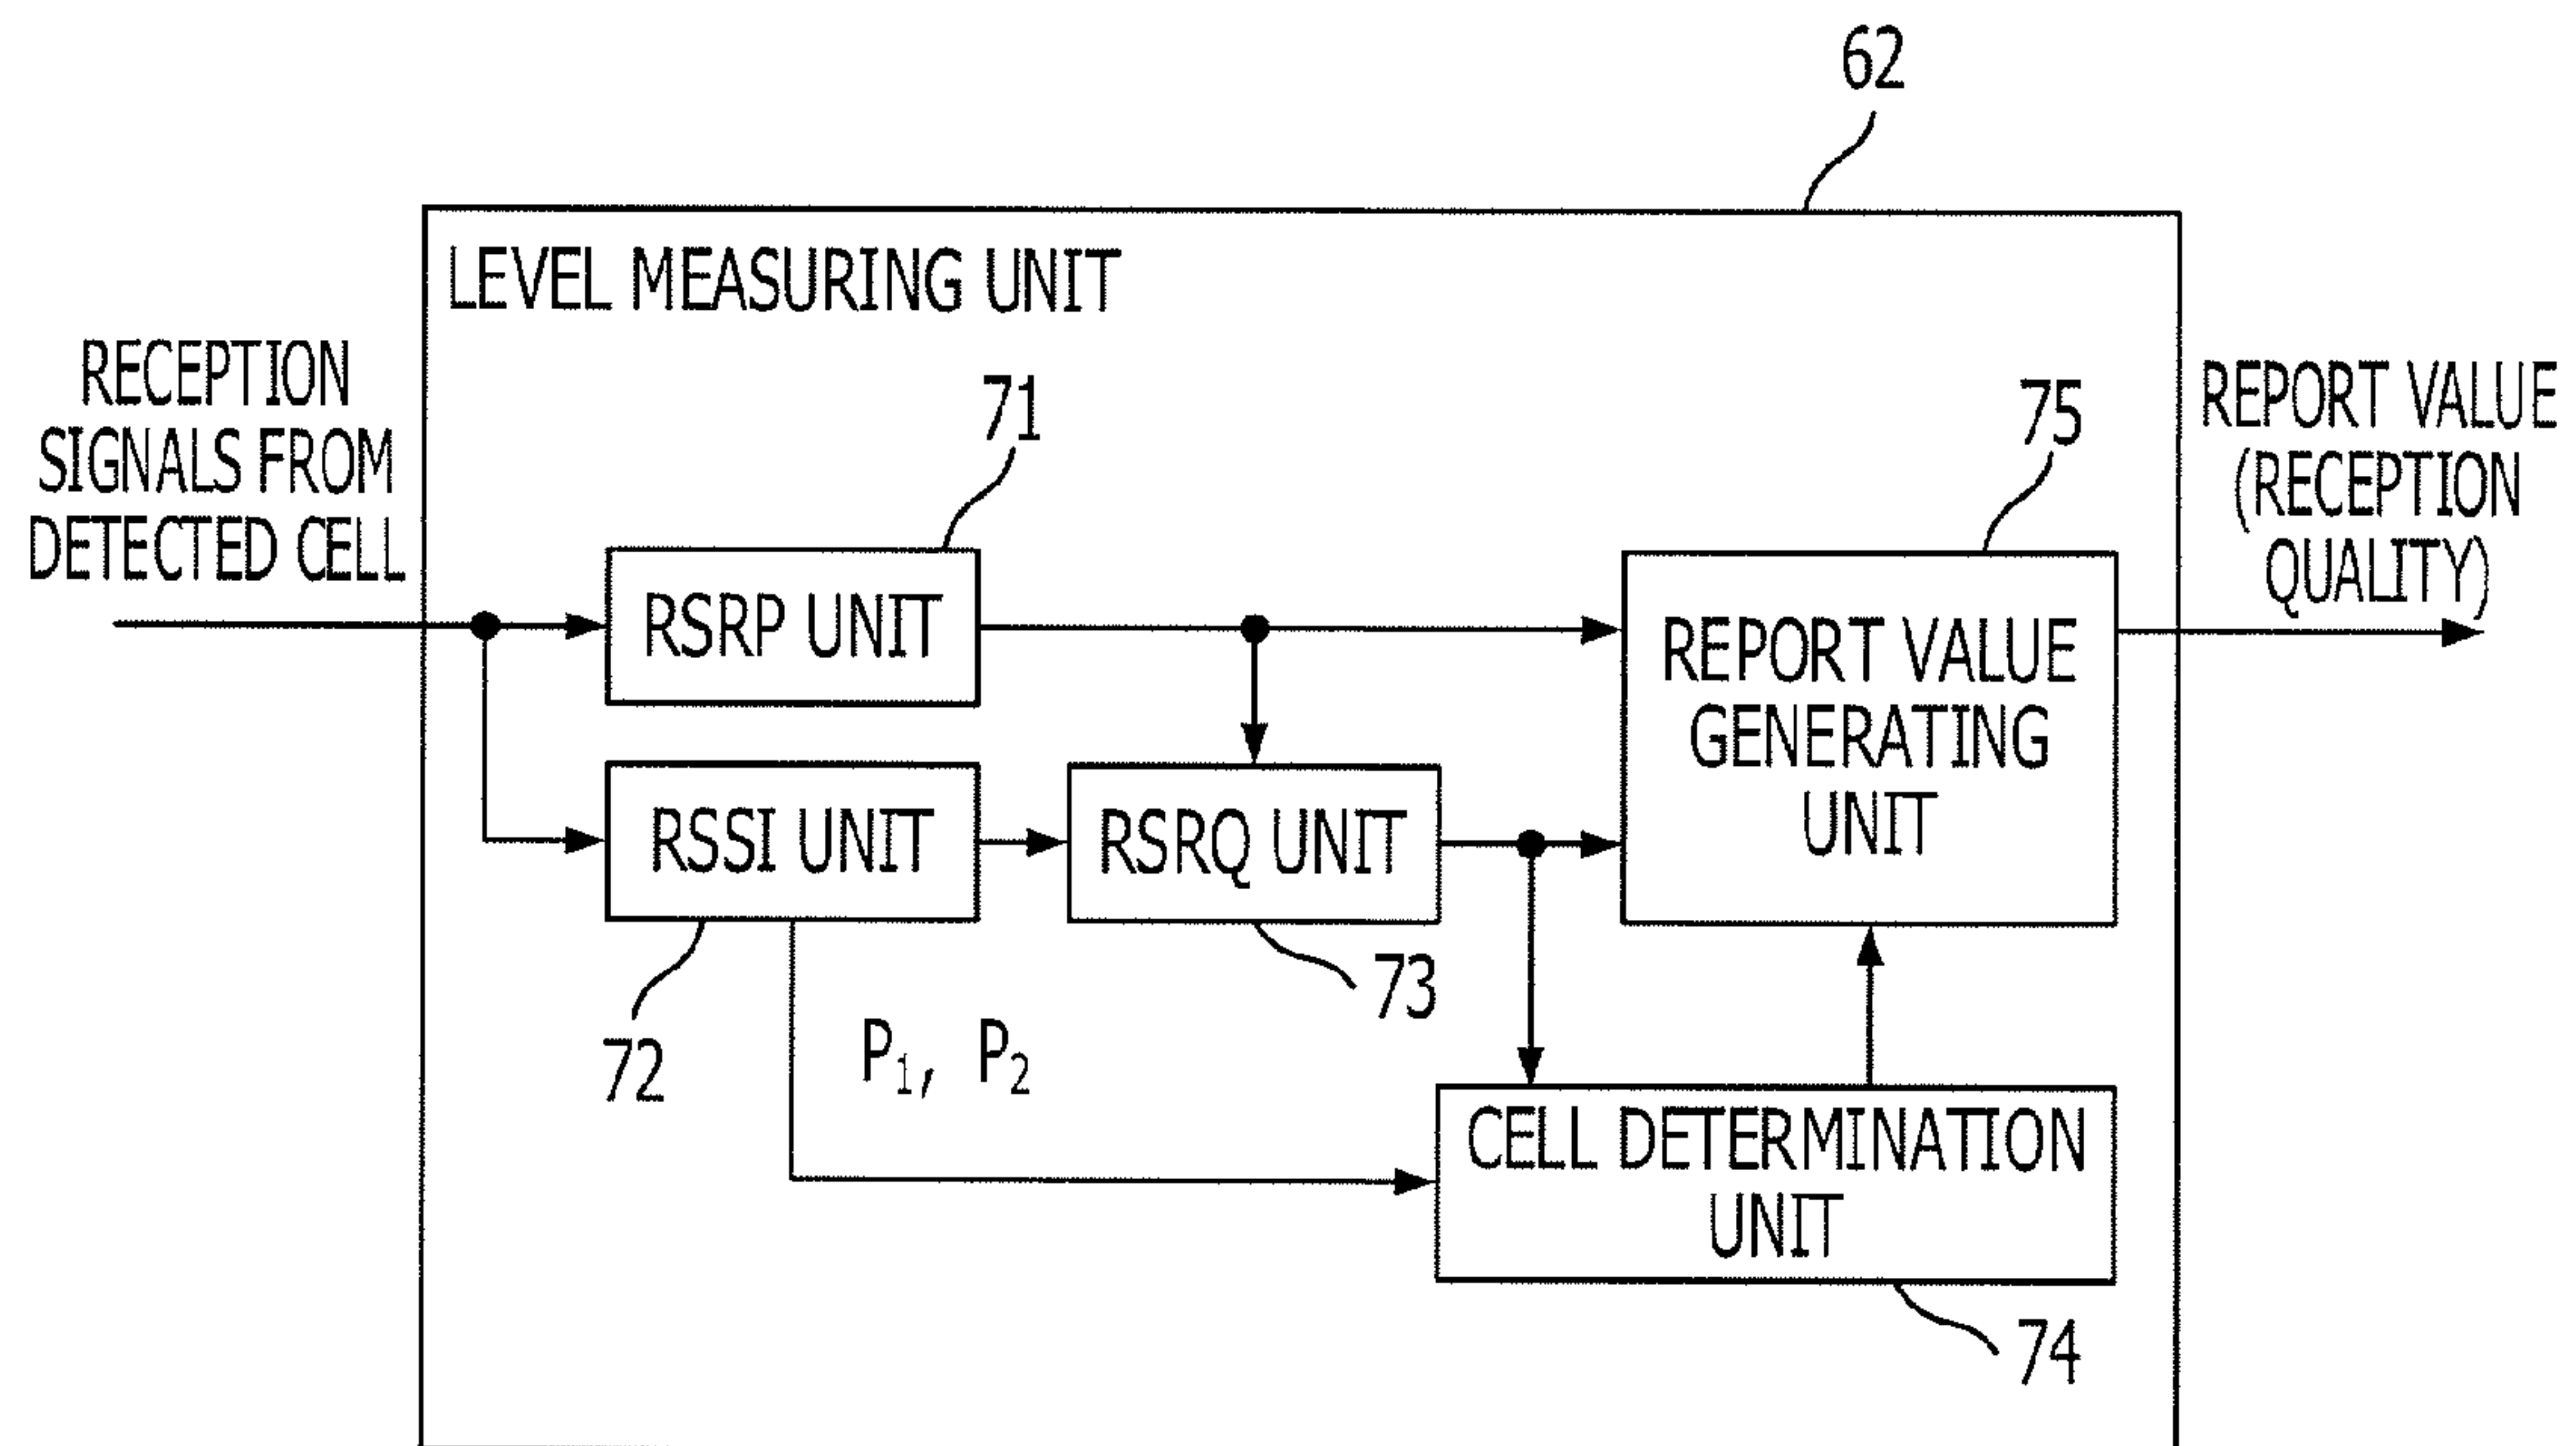 62
LEVEL MEASURING UNIT
RECEPTION
SIGNALS FROM
DETECTED CELL
71
75
REPORT VALUE
(RECEPTION
QUALITY)
RSRP UNIT
REPORT VALUE
GENERATING
UNIT
RSSI UNIT
RSRQ UNIT
72
73
P₁, P₂
CELL DETERMINATION
UNIT
74